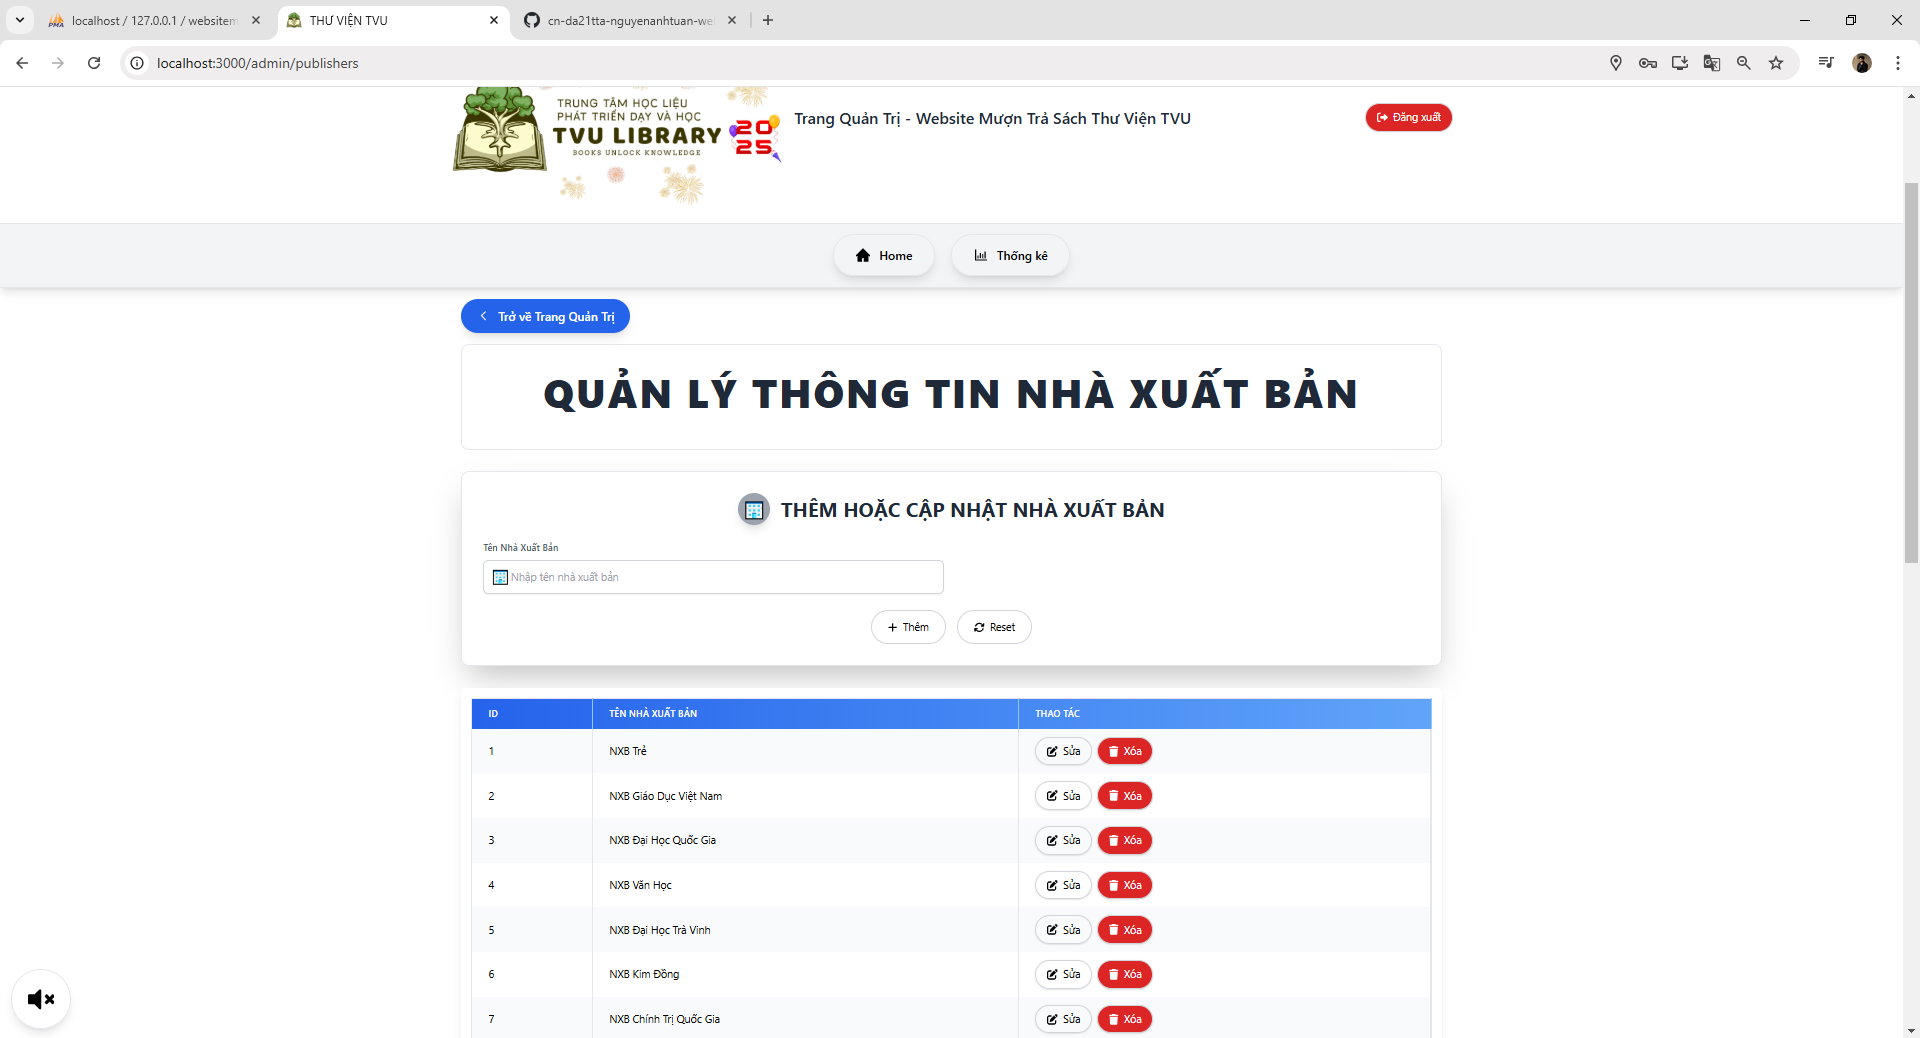 localhost / 127.0.0.1 / websitem
THƯ VIỆN TVU
cn-da21tta-nguyenanhtuan-we
localhost:3000/admin/publishers
TRUNG TÂM HỌC LIỆU
PHÁT TRIỂN DẠY VÀ HỌC
TVU LIBRARY
BOOKS UNLOCK KNOWLEDGE
20
25
Trang Quản Trị - Website Mượn Trả Sách Thư Viện TVU
Đăng xuất
Home
Thống kê
Trở về Trang Quản Trị
QUẢN LÝ THÔNG TIN NHÀ XUẤT BẢN
THÊM HOẶC CẬP NHẬT NHÀ XUẤT BẢN
Tên Nhà Xuất Bản
Nhập tên nhà xuất bản
Thêm
Reset
ID TÊN NHÀ XUẤT BẢN THAO TÁC
1 NXB Trẻ Sửa Xóa
2 NXB Giáo Dục Việt Nam Sửa Xóa
3 NXB Đại Học Quốc Gia Sửa Xóa
4 NXB Văn Học Sửa Xóa
5 NXB Đại Học Trà Vinh Sửa Xóa
6 NXB Kim Đồng Sửa Xóa
7 NXB Chính Trị Quốc Gia Sửa Xóa